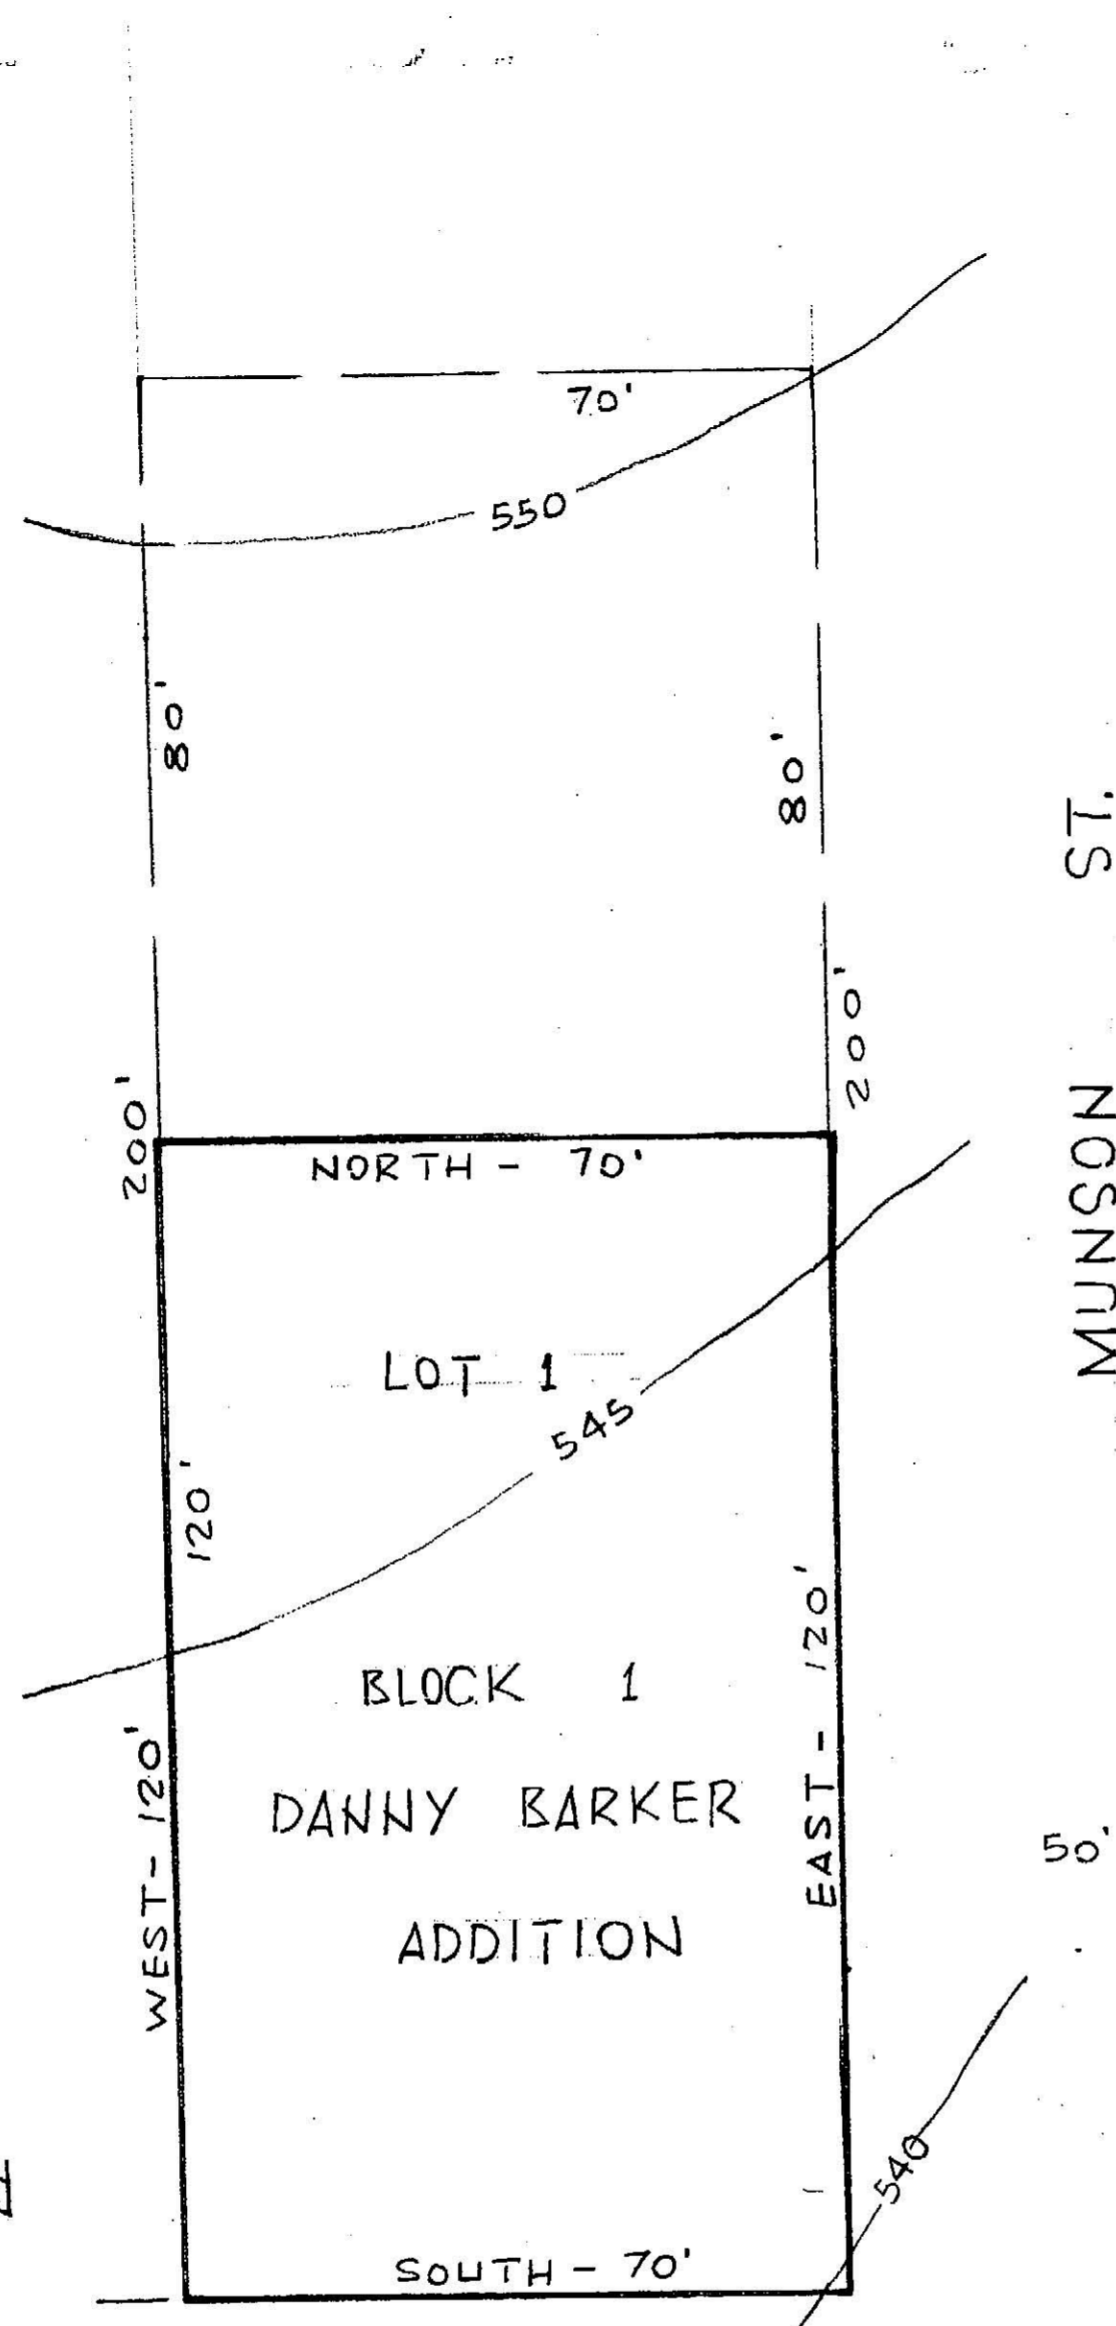 70'
550
80'
80'
ST.
200'
200'
NORTH - 70'
MUNSON
LOT 1
545
120'
EAST - 120'
BLOCK 1
WEST - 120'
DANNY BARKER
50'
ADDITION
540
SOUTH - 70'